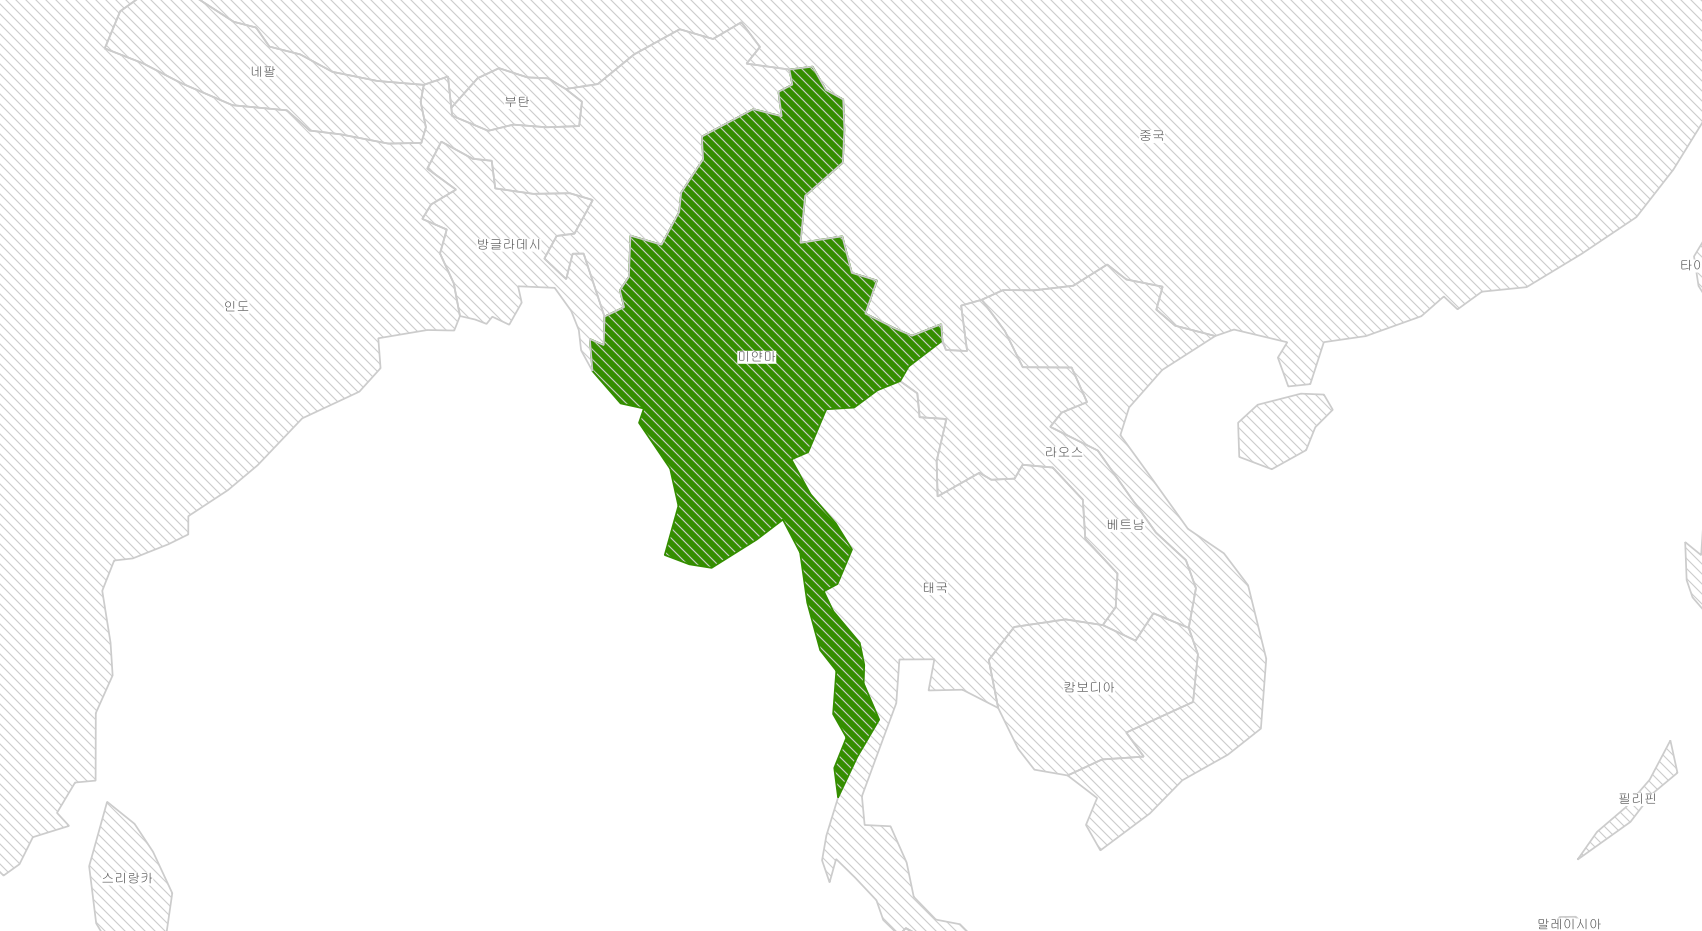 네팔
부탄
중국
방글라데시
타이
인도
미얀마
라오스
베트남
태국
캄보디아
필리핀
스리랑카
말레이시아